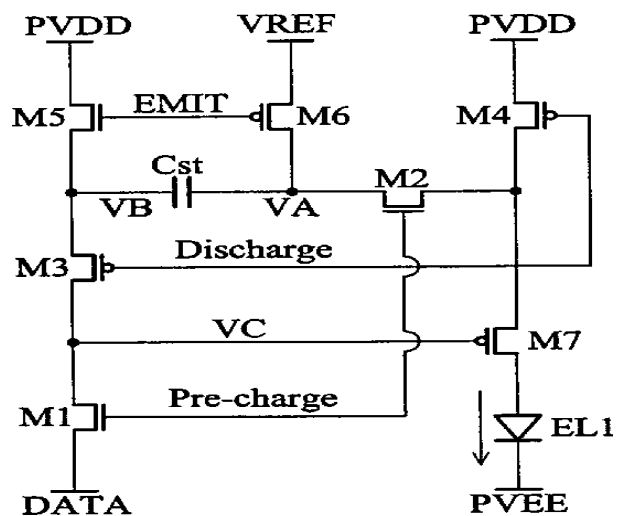 PVDD VREF PVDD
M5 EMIT M6 M4
Cst M2
VB VA
M3 Discharge
VC M7
M1 Pre-charge EL1
DATA PVEE